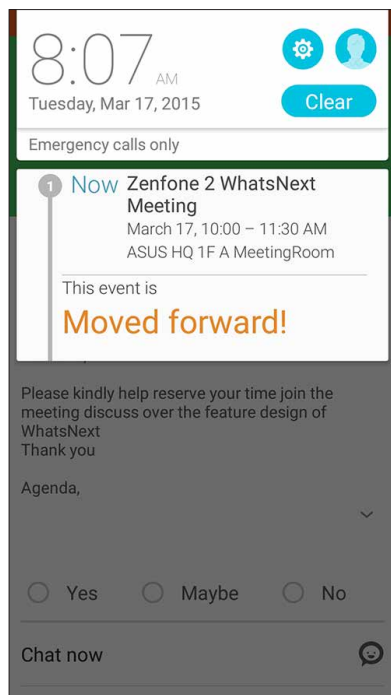 8:07 AM
Tuesday, Mar 17, 2015
Clear
Emergency calls only
1 Now Zenfone 2 WhatsNext
Meeting
March 17, 10:00 – 11:30 AM
ASUS HQ 1F A MeetingRoom
This event is
Moved forward!
Please kindly help reserve your time join the
meeting discuss over the feature design of
WhatsNext
Thank you
Agenda,
Yes Maybe No
Chat now